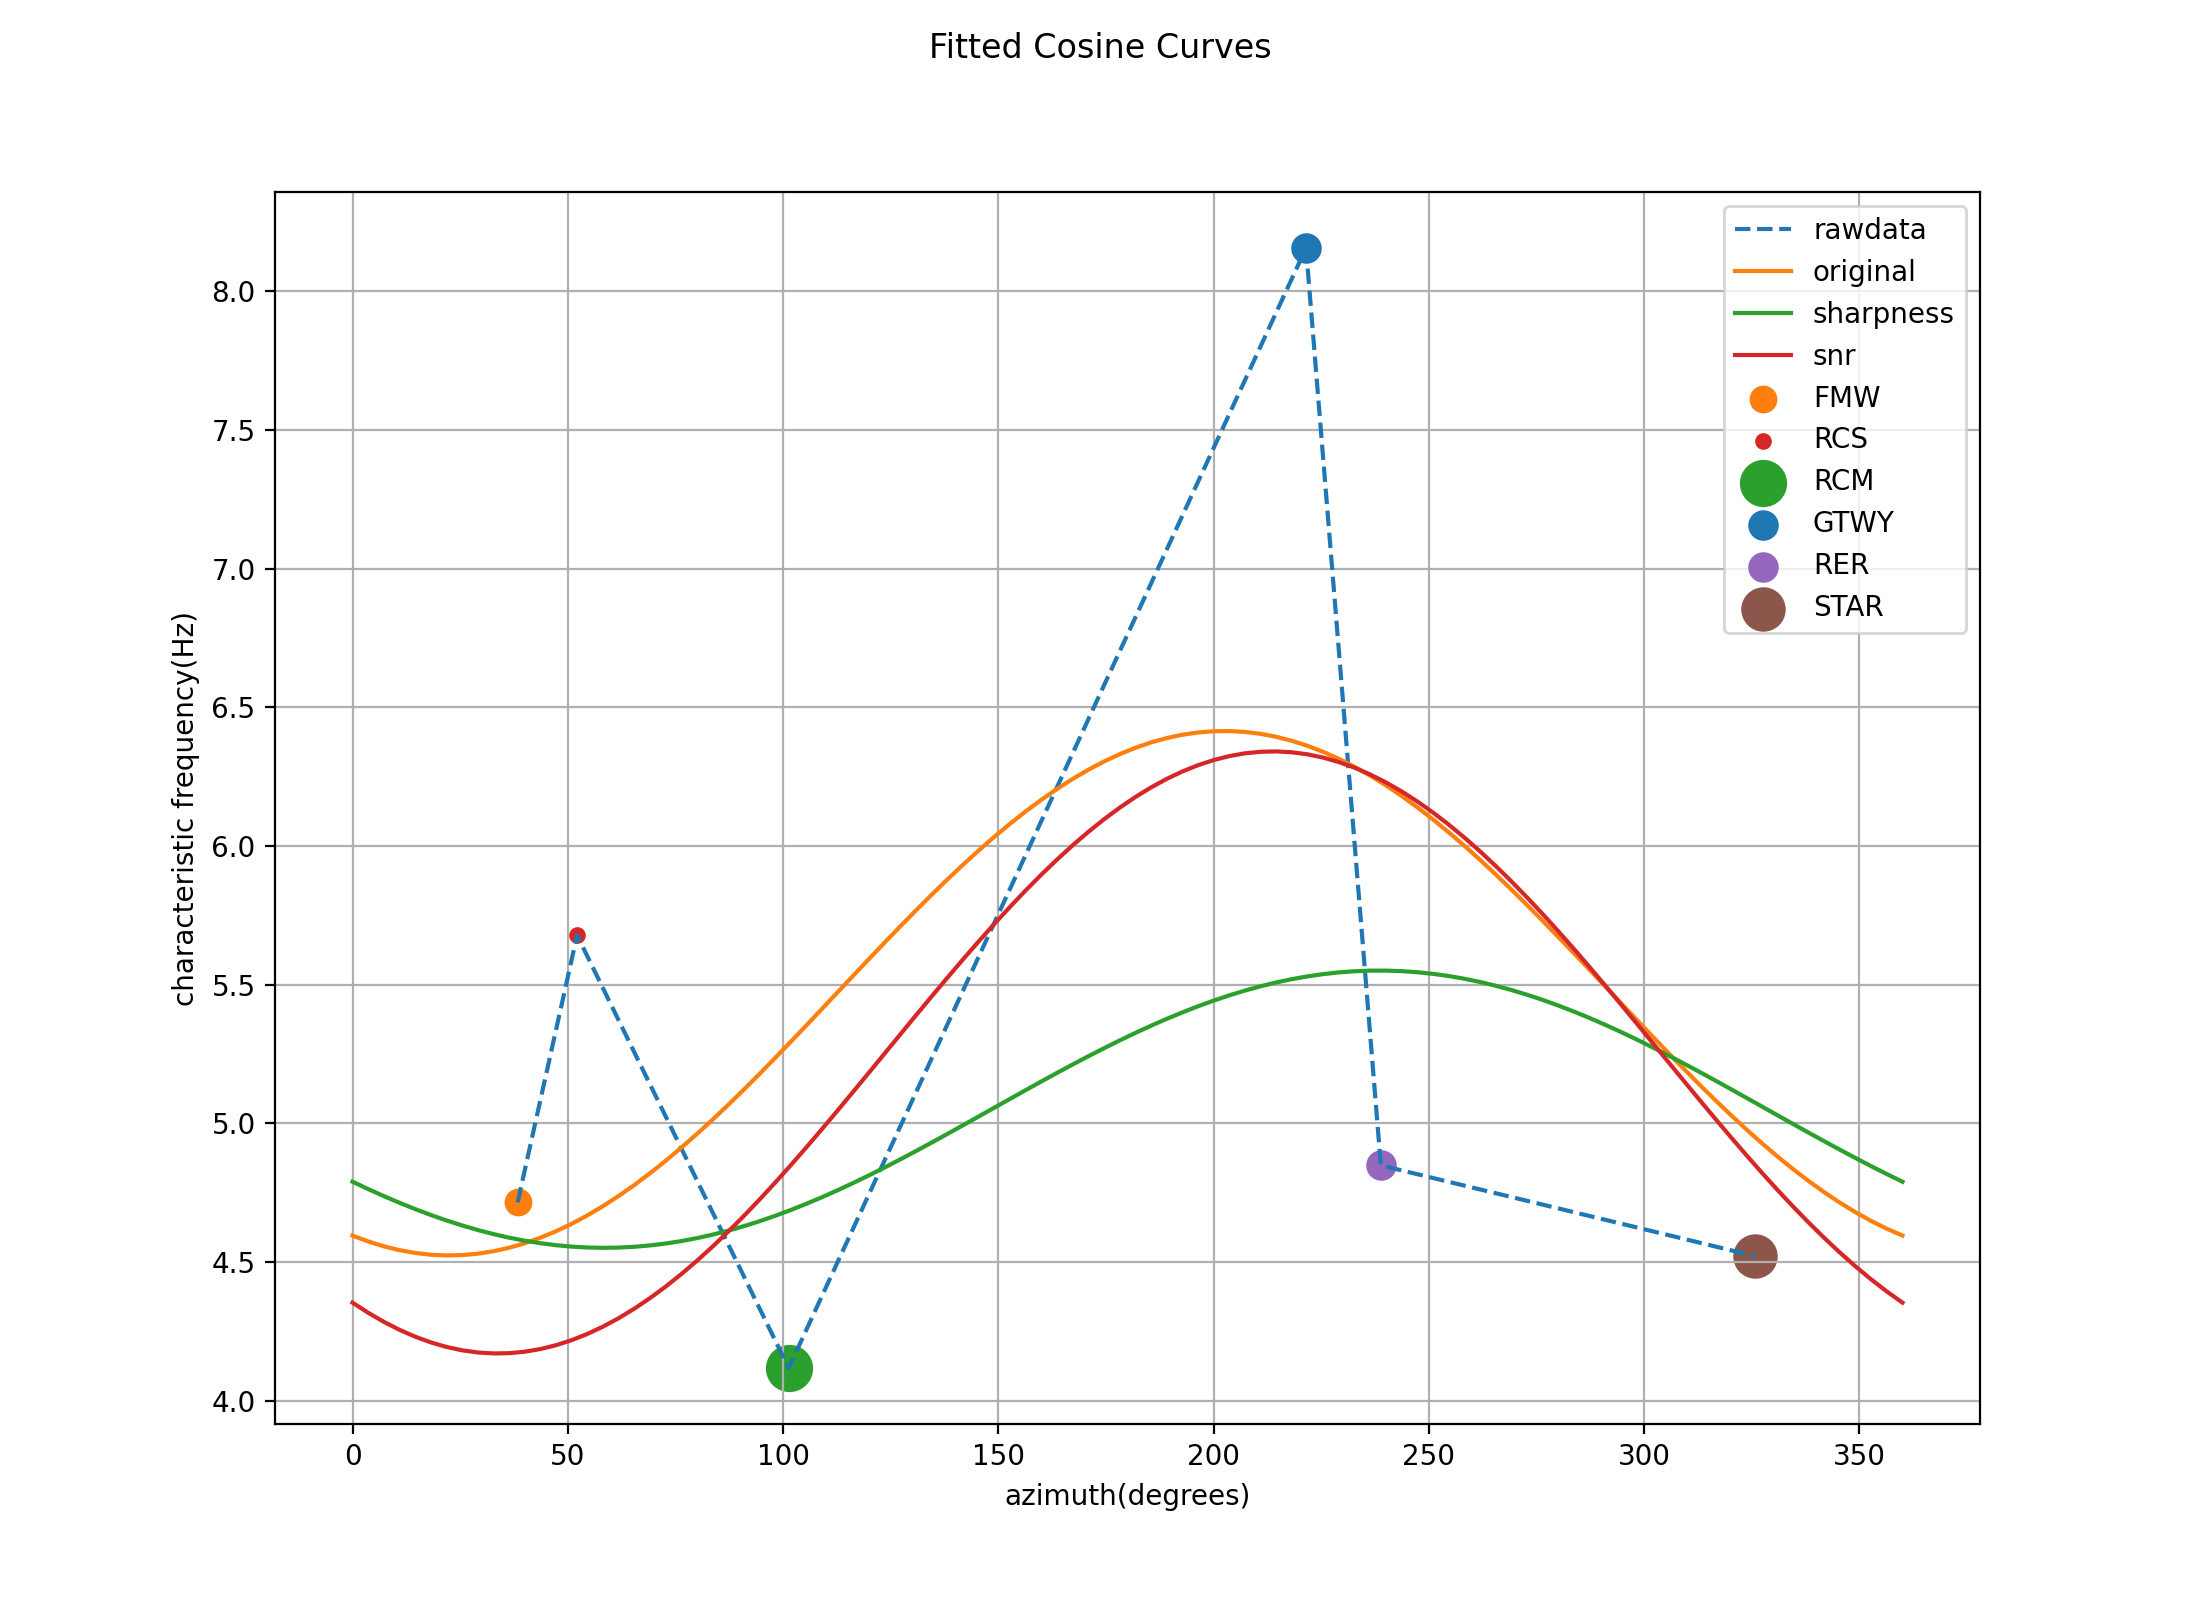 Fitted Cosine Curves
characteristic frequency(Hz)
8.0
7.5
7.0
6.5
6.0
5.5
5.0
4.5
4.0
rawdata
original
sharpness
snr
FMW
RCS
RCM
GTWY
RER
STAR
0 50 100 150 200 250 300 350
azimuth(degrees)